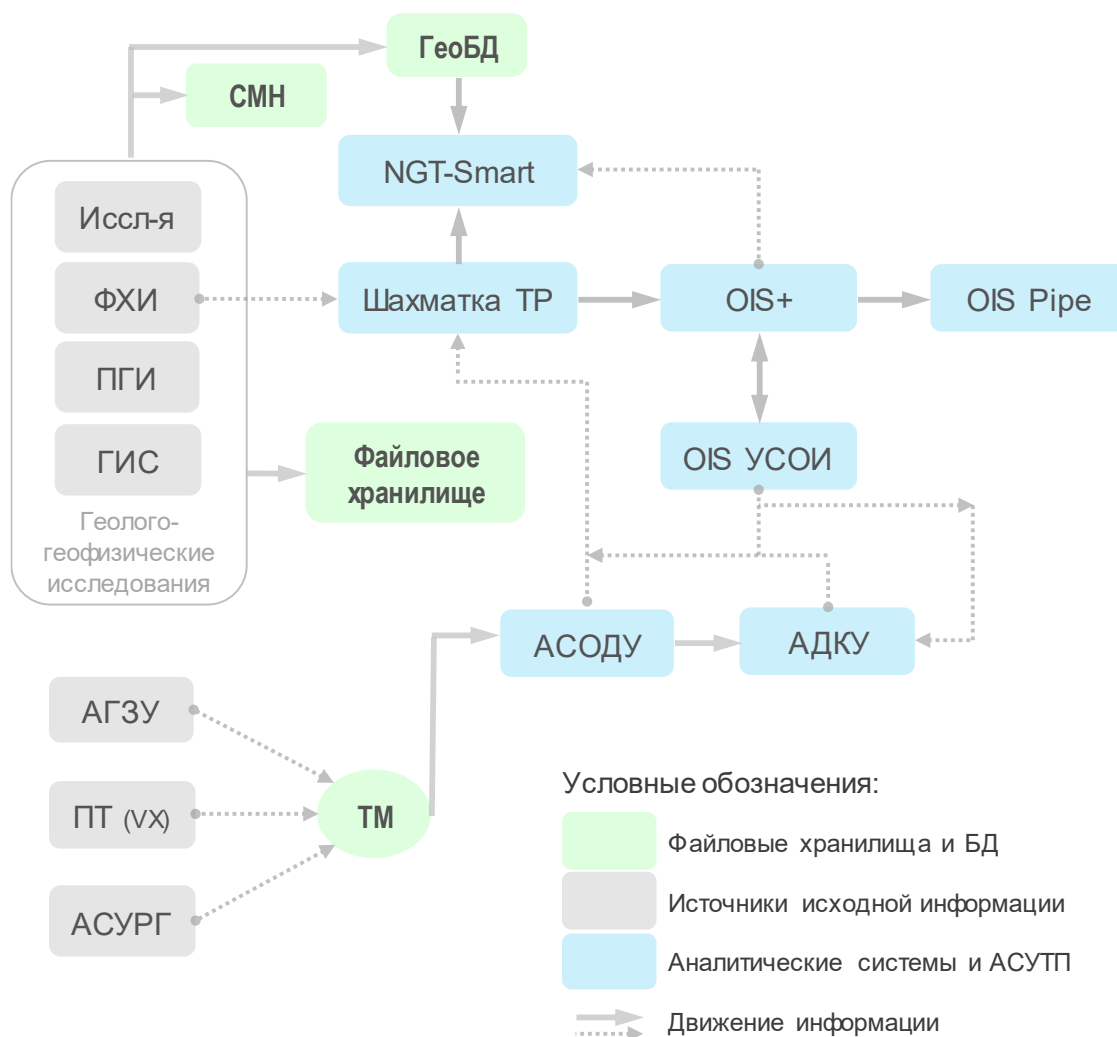 ГеоБД
СМН
NGT-Smart
Иссл-я
ФХИ
Шахматка ТР
OIS+
OIS Pipe
ПГИ
ГИС
Файловое
хранилище
OIS УСОИ
Геолого-
геофизические
исследования
АСОДУ
АДКУ
АГЗУ
ПТ (VX)
ТМ
АСУРГ
Условные обозначения:
Файловые хранилища и БД
Источники исходной информации
Аналитические системы и АСУТП
Движение информации